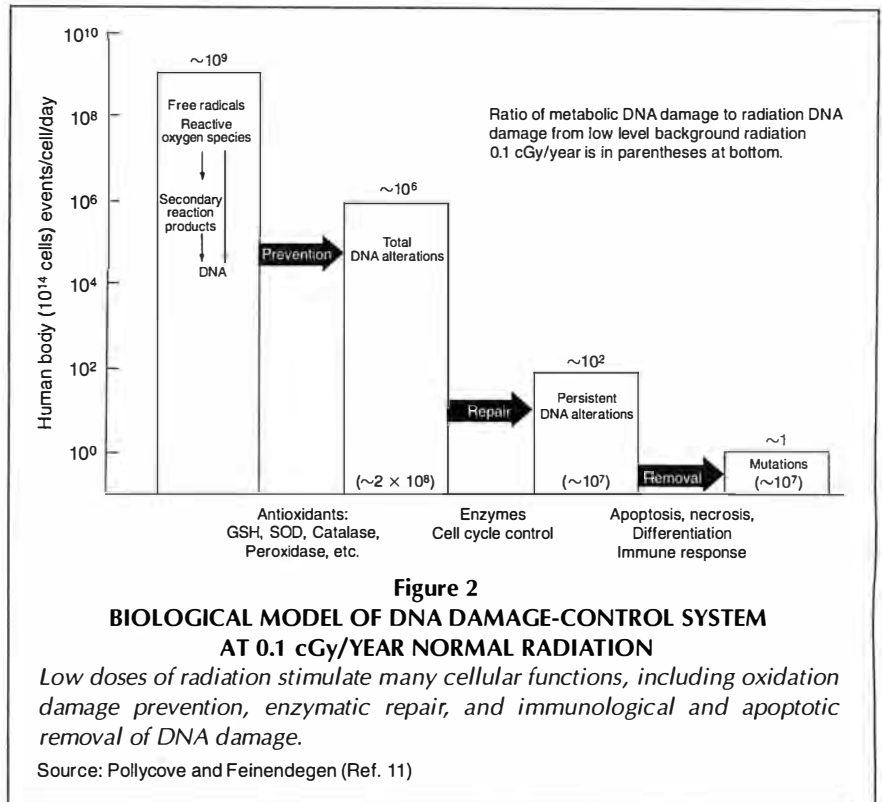 10¹⁰
10⁸
10⁶
10⁴
10²
10⁰
Human body (10¹⁴ cells) events/cell/day
~10⁹
Free radicals
Reactive
oxygen species
Secondary
reaction
products
DNA
Prevention
~10⁶
Total
DNA alterations
(~2 × 10⁸)
Repair
~10²
Persistent
DNA alterations
(~10⁷)
Removal
~1
Mutations
(~10⁷)
Ratio of metabolic DNA damage to radiation DNA
damage from low level background radiation
0.1 cGy/year is in parentheses at bottom.
Antioxidants:
GSH, SOD, Catalase,
Peroxidase, etc.
Enzymes
Cell cycle control
Apoptosis, necrosis,
Differentiation
Immune response
Figure 2
BIOLOGICAL MODEL OF DNA DAMAGE-CONTROL SYSTEM
AT 0.1 cGy/YEAR NORMAL RADIATION
Low doses of radiation stimulate many cellular functions, including oxidation
damage prevention, enzymatic repair, and immunological and apoptotic
removal of DNA damage.
Source: Pollycove and Feinendegen (Ref. 11)